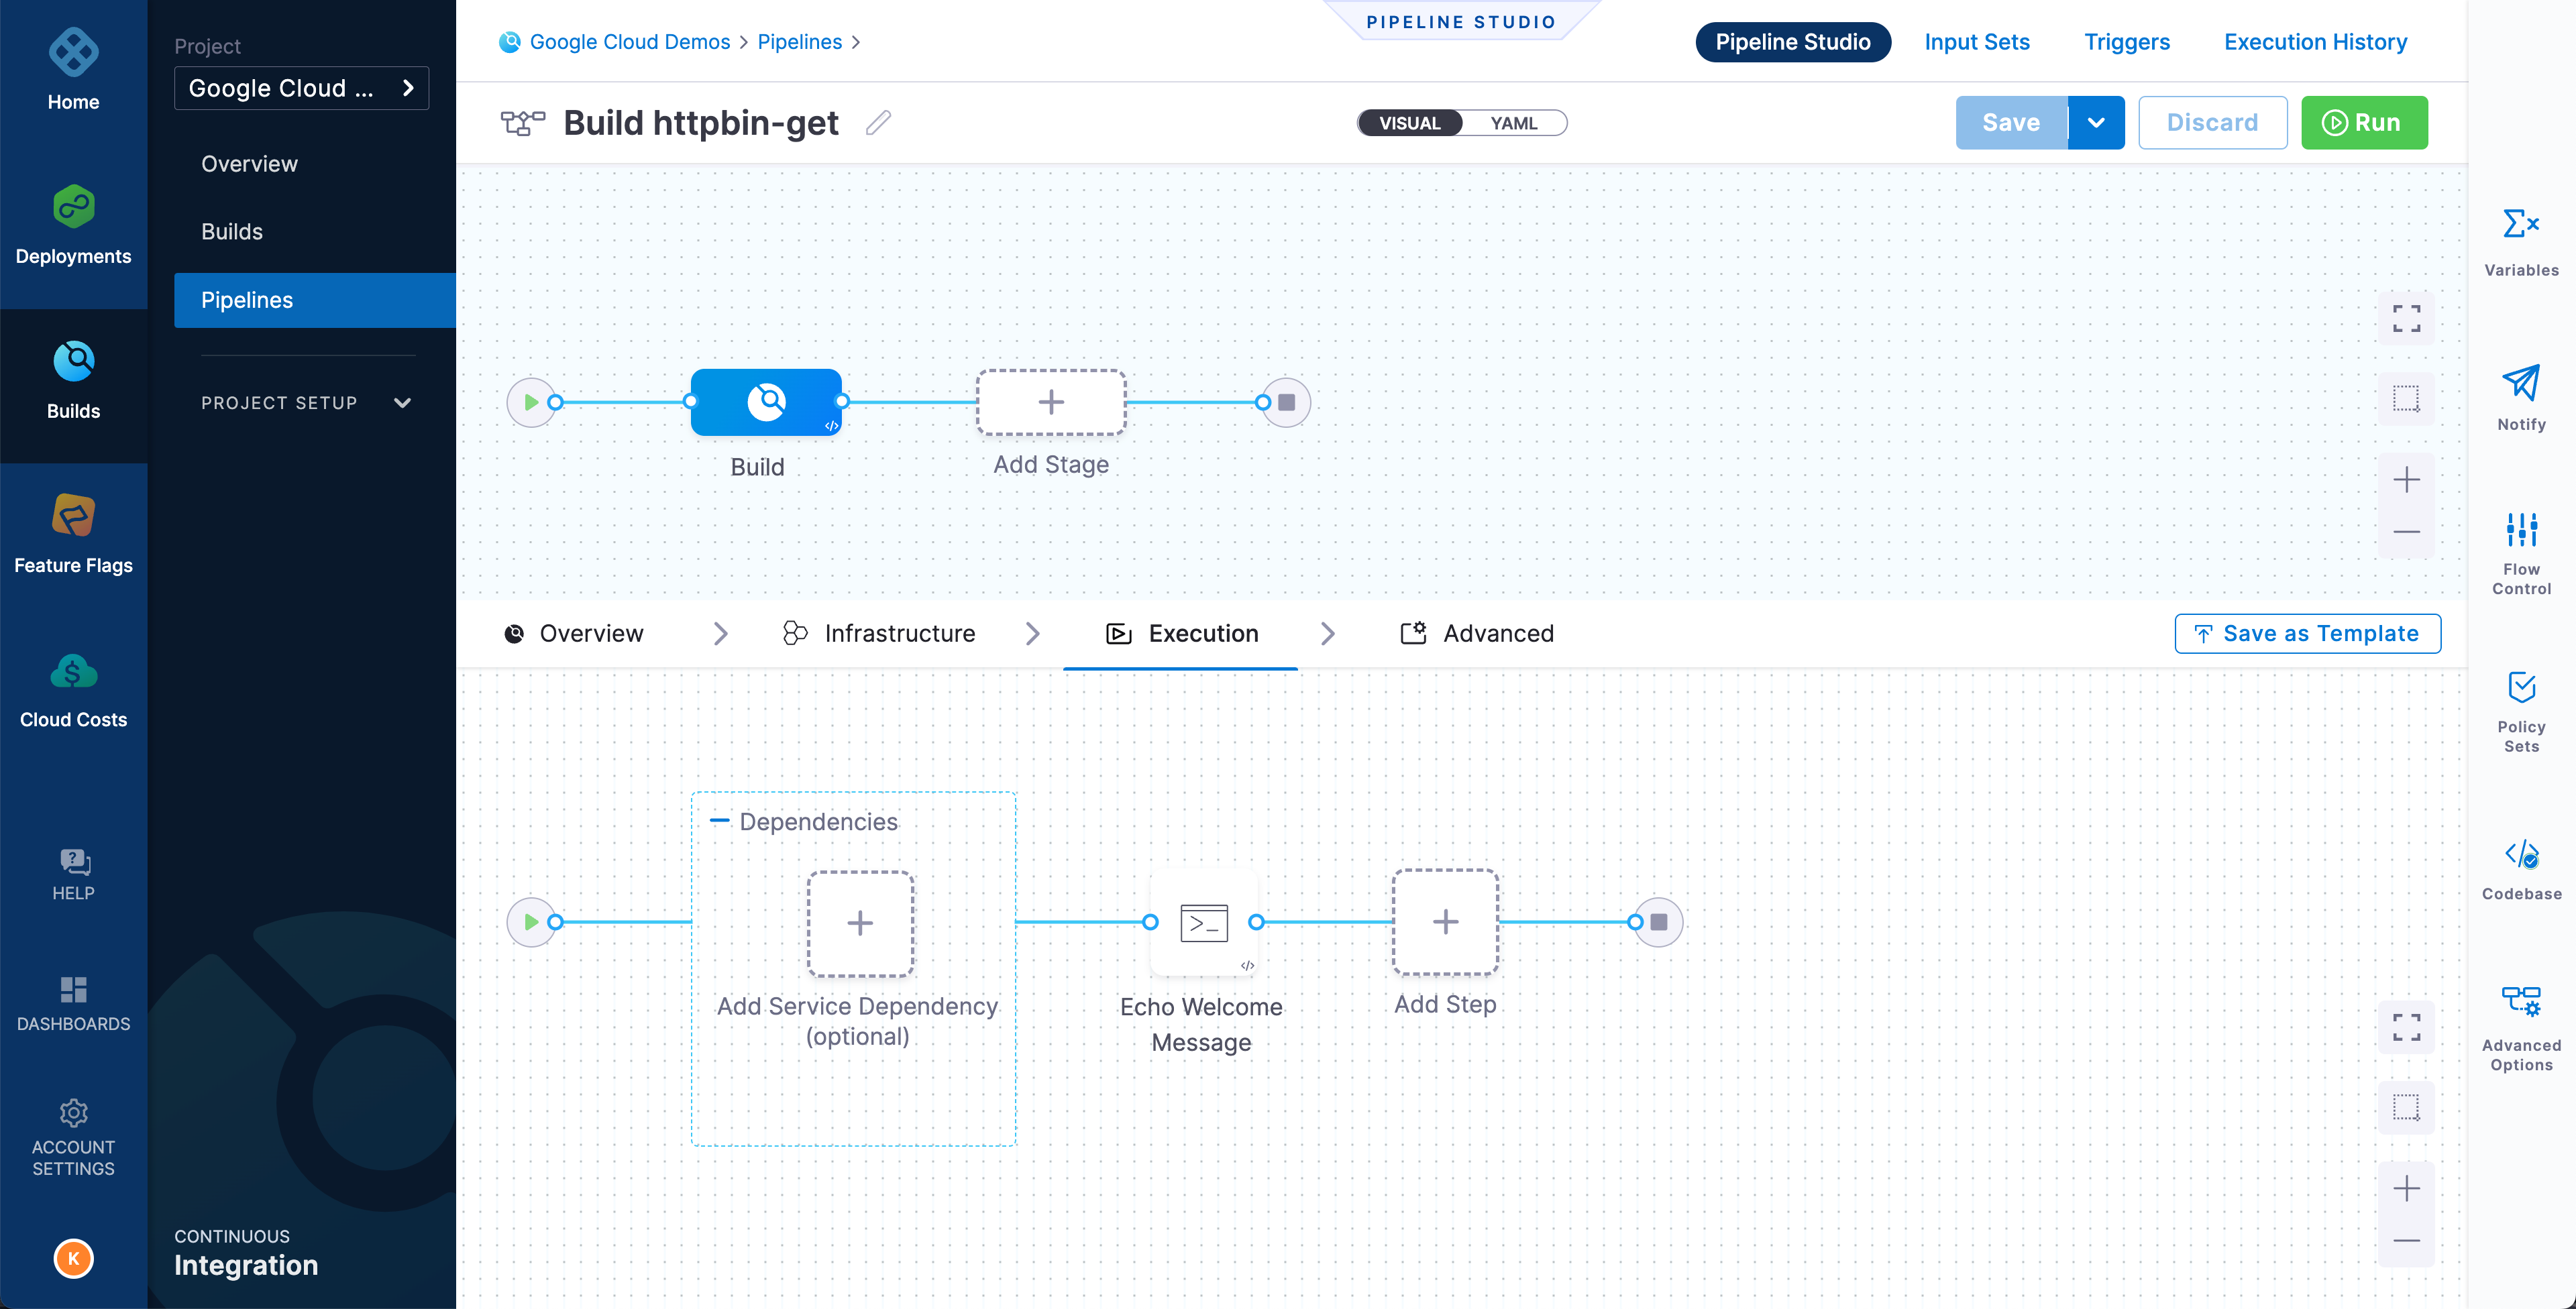 Home
Deployments
Builds
Feature Flags
Cloud Costs
HELP
DASHBOARDS
ACCOUNT
SETTINGS
K
Project
Google Cloud ...
Overview
Builds
Pipelines
PROJECT SETUP
CONTINUOUS
Integration
PIPELINE STUDIO
Google Cloud Demos > Pipelines >
Pipeline Studio
Input Sets
Triggers
Execution History
Build httpbin-get
VISUAL
YAML
Save
Discard
Run
Build
Add Stage
Overview
Infrastructure
Execution
Advanced
Save as Template
Dependencies
Add Service Dependency
(optional)
Echo Welcome
Message
Add Step
Variables
Notify
Flow
Control
Policy
Sets
Codebase
Advanced
Options